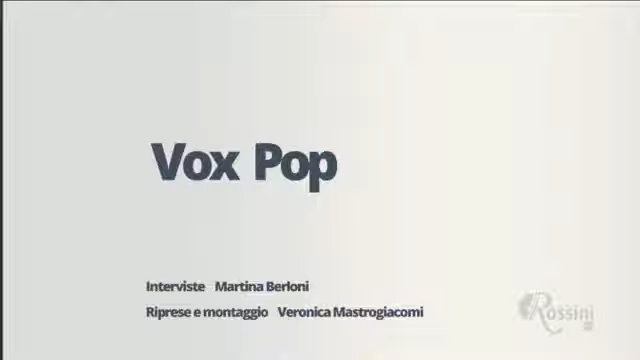 Vox Pop
Interviste Martina Berloni
Riprese e montaggio Veronica Mastrogiacomi
Rossini